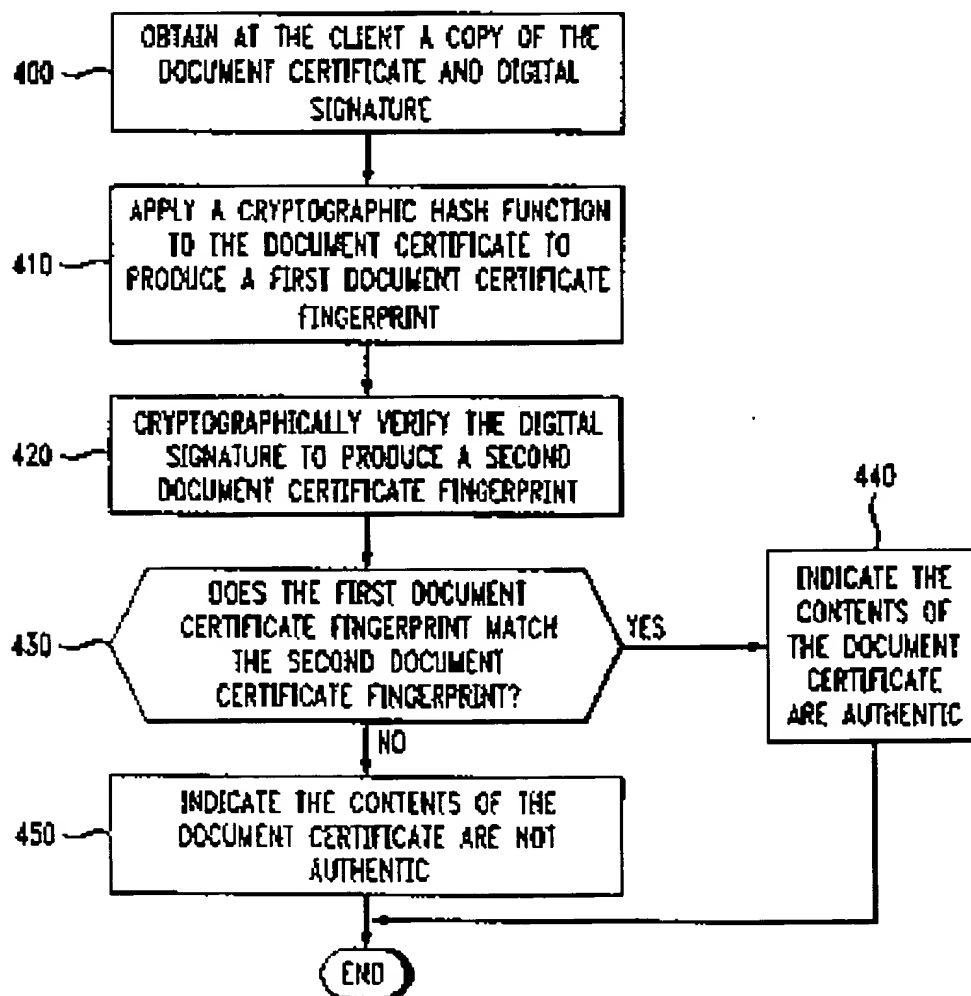 OBTAIN AT THE CLIENT A COPY OF THE
DOCUMENT CERTIFICATE AND DIGITAL
SIGNATURE
400
APPLY A CRYPTOGRAPHIC HASH FUNCTION
TO THE DOCUMENT CERTIFICATE TO
PRODUCE A FIRST DOCUMENT CERTIFICATE
FINGERPRINT
410
CRYPTOGRAPHICALLY VERIFY THE DIGITAL
SIGNATURE TO PRODUCE A SECOND
DOCUMENT CERTIFICATE FINGERPRINT
420
DOES THE FIRST DOCUMENT
CERTIFICATE FINGERPRINT MATCH
THE SECOND DOCUMENT
CERTIFICATE FINGERPRINT?
430
YES
440
INDICATE THE
CONTENTS OF
THE DOCUMENT
CERTIFICATE
ARE AUTHENTIC
NO
INDICATE THE CONTENTS OF THE
DOCUMENT CERTIFICATE ARE NOT
AUTHENTIC
450
END